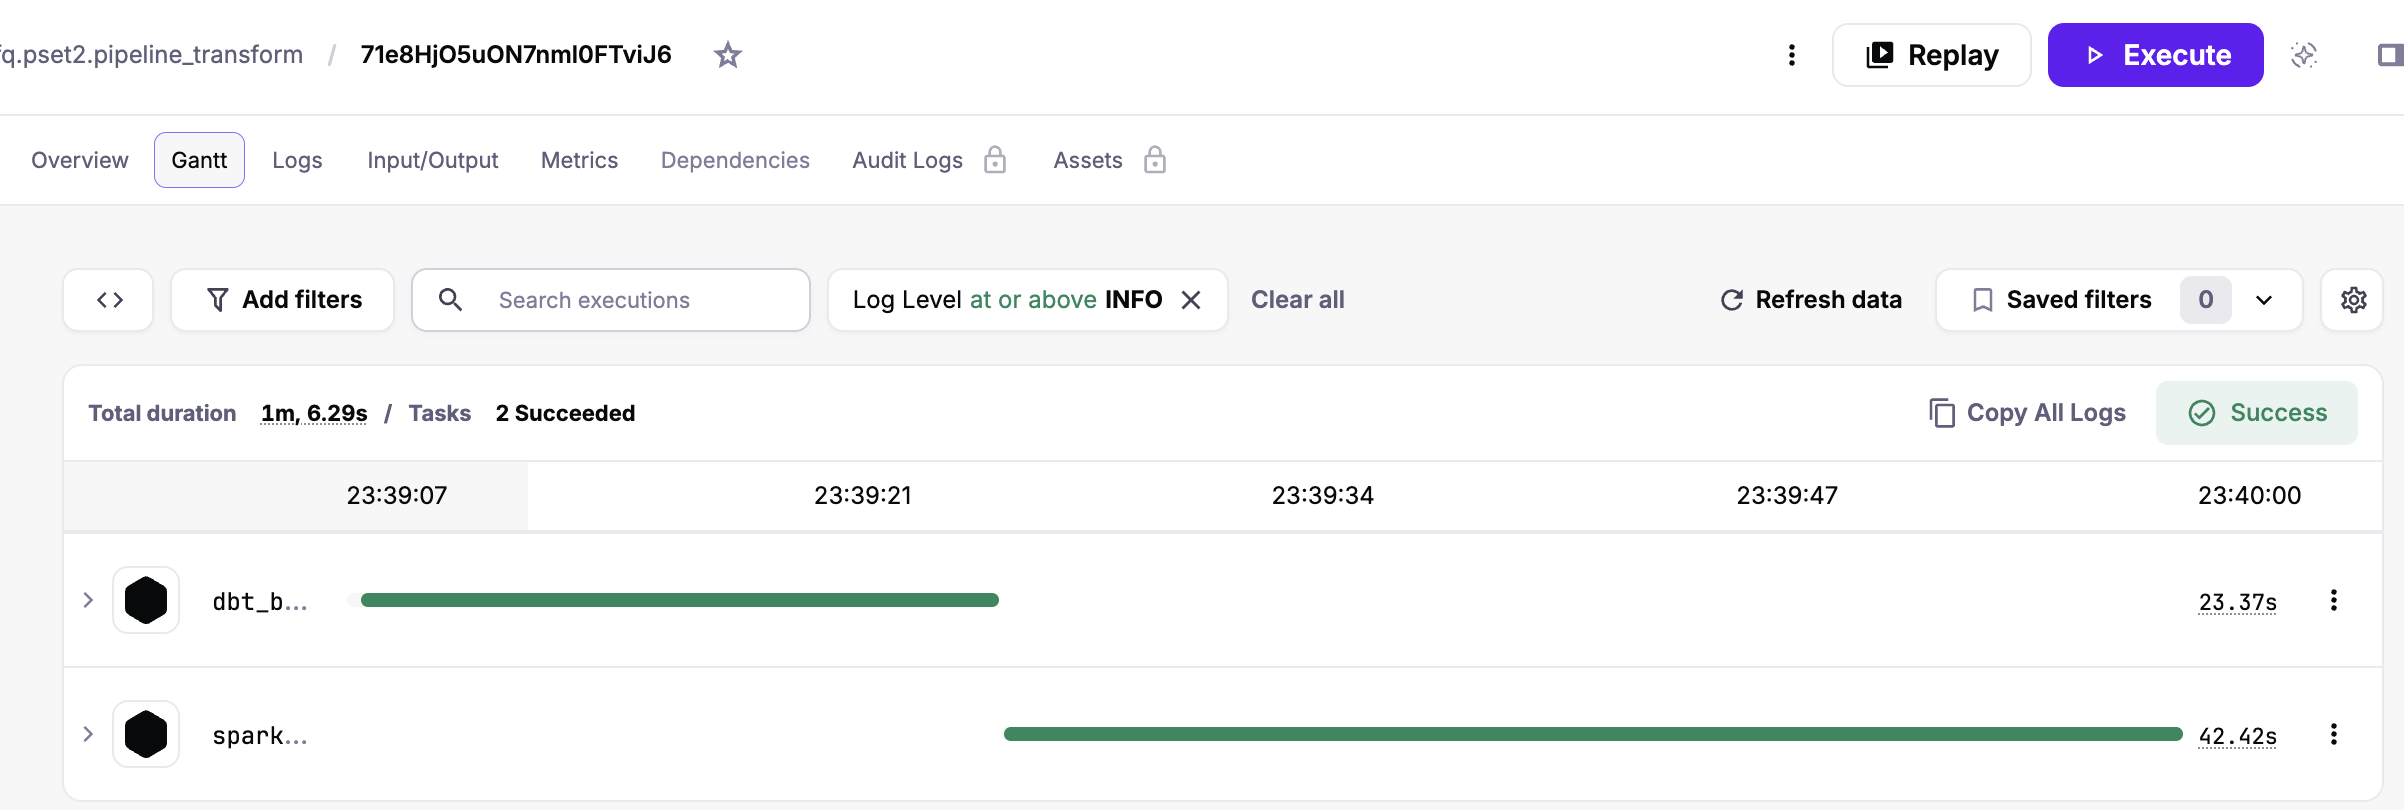 fq.pset2.pipeline_transform / 71e8HjO5uON7nml0FTviJ6 Replay Execute
Overview Gantt Logs Input/Output Metrics Dependencies Audit Logs Assets
Add filters Search executions Log Level at or above INFO Clear all Refresh data Saved filters 0
Total duration 1m, 6.29s / Tasks 2 Succeeded Copy All Logs Success
23:39:07 23:39:21 23:39:34 23:39:47 23:40:00
dbt_b... 23.37s
spark... 42.42s